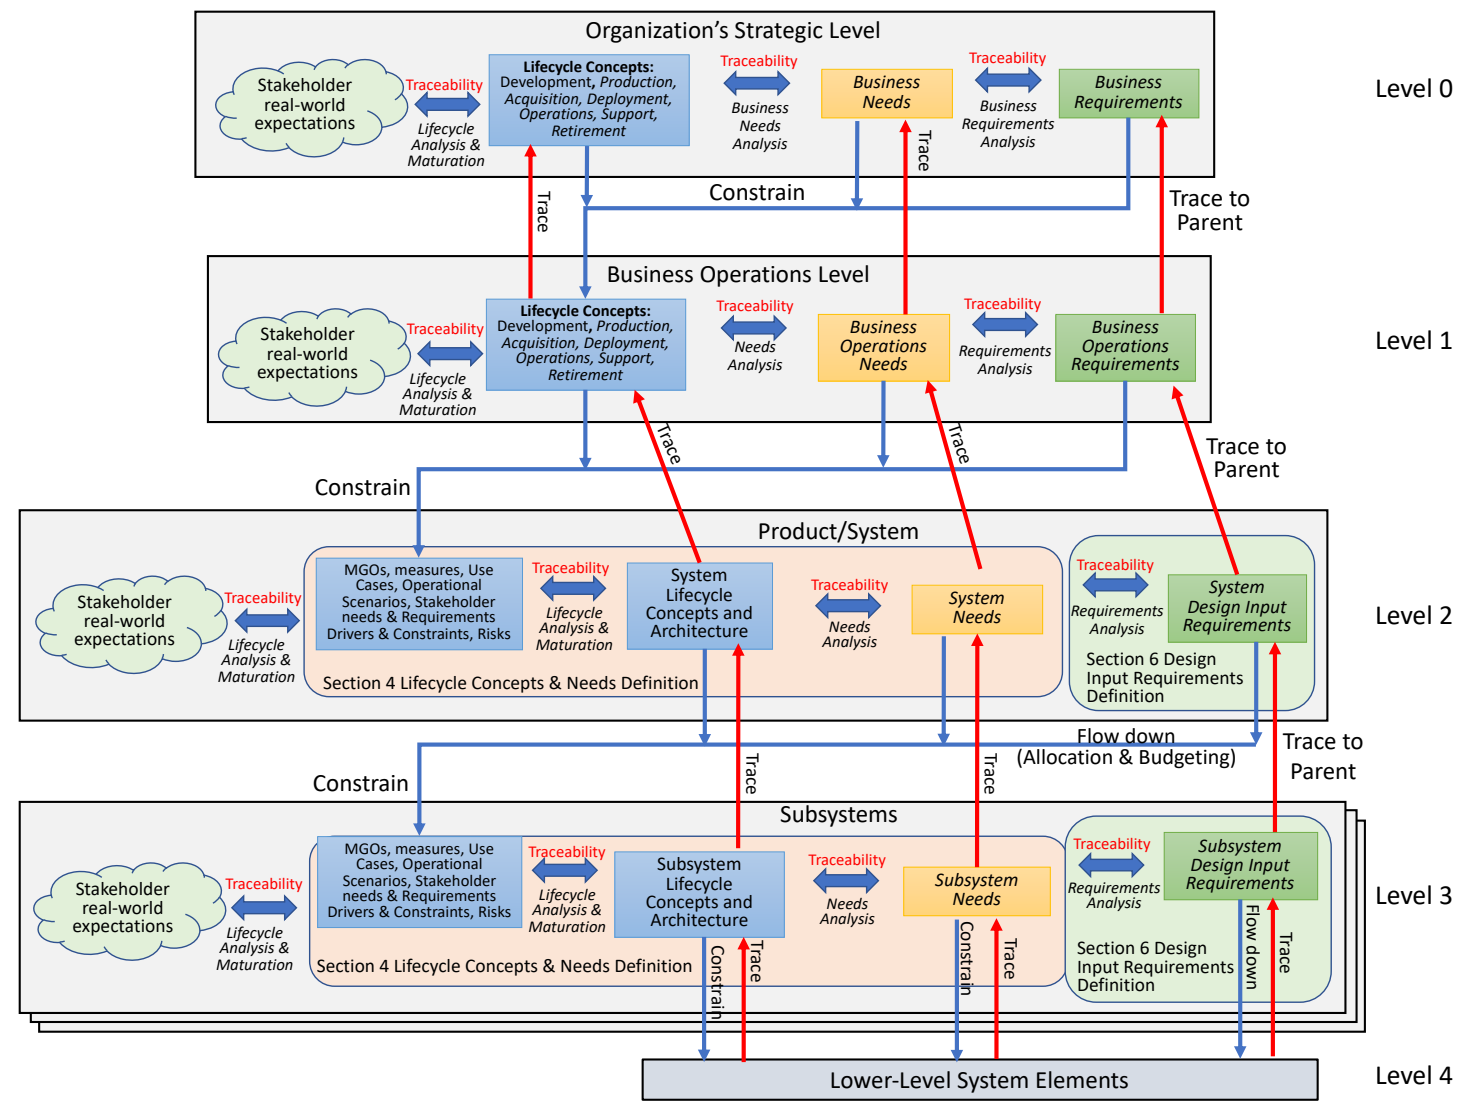 Organization's Strategic Level
Level 0
Stakeholder
real-world
expectations
Traceability
Lifecycle
Analysis &
Maturation
Lifecycle Concepts:
Development, Production,
Acquisition, Deployment,
Operations, Support,
Retirement
Traceability
Business
Needs
Analysis
Business
Needs
Traceability
Business
Requirements
Analysis
Business
Requirements
Trace
Constrain
Trace
Trace to
Parent
Business Operations Level
Level 1
Stakeholder
real-world
expectations
Traceability
Lifecycle
Analysis &
Maturation
Lifecycle Concepts:
Development, Production,
Acquisition, Deployment,
Operations, Support,
Retirement
Traceability
Needs
Analysis
Business
Operations
Needs
Traceability
Requirements
Analysis
Business
Operations
Requirements
Constrain
Trace
Trace
Trace to
Parent
Product/System
Level 2
Stakeholder
real-world
expectations
Traceability
Lifecycle
Analysis &
Maturation
MGOs, measures, Use
Cases, Operational
Scenarios, Stakeholder
needs & Requirements
Drivers & Constraints, Risks
Traceability
Lifecycle
Analysis &
Maturation
System
Lifecycle
Concepts and
Architecture
Traceability
Needs
Analysis
System
Needs
Section 4 Lifecycle Concepts & Needs Definition
Traceability
Requirements
Analysis
System
Design Input
Requirements
Section 6 Design
Input Requirements
Definition
Constrain
Trace
Trace
Flow down
(Allocation & Budgeting)
Trace to
Parent
Subsystems
Level 3
Stakeholder
real-world
expectations
Traceability
Lifecycle
Analysis &
Maturation
MGOs, measures, Use
Cases, Operational
Scenarios, Stakeholder
needs & Requirements
Drivers & Constraints, Risks
Traceability
Lifecycle
Analysis &
Maturation
Subsystem
Lifecycle
Concepts and
Architecture
Traceability
Needs
Analysis
Subsystem
Needs
Section 4 Lifecycle Concepts & Needs Definition
Traceability
Requirements
Analysis
Subsystem
Design Input
Requirements
Section 6 Design
Input Requirements
Definition
Constrain
Trace
Constrain
Trace
Flow down
Trace
Lower-Level System Elements
Level 4